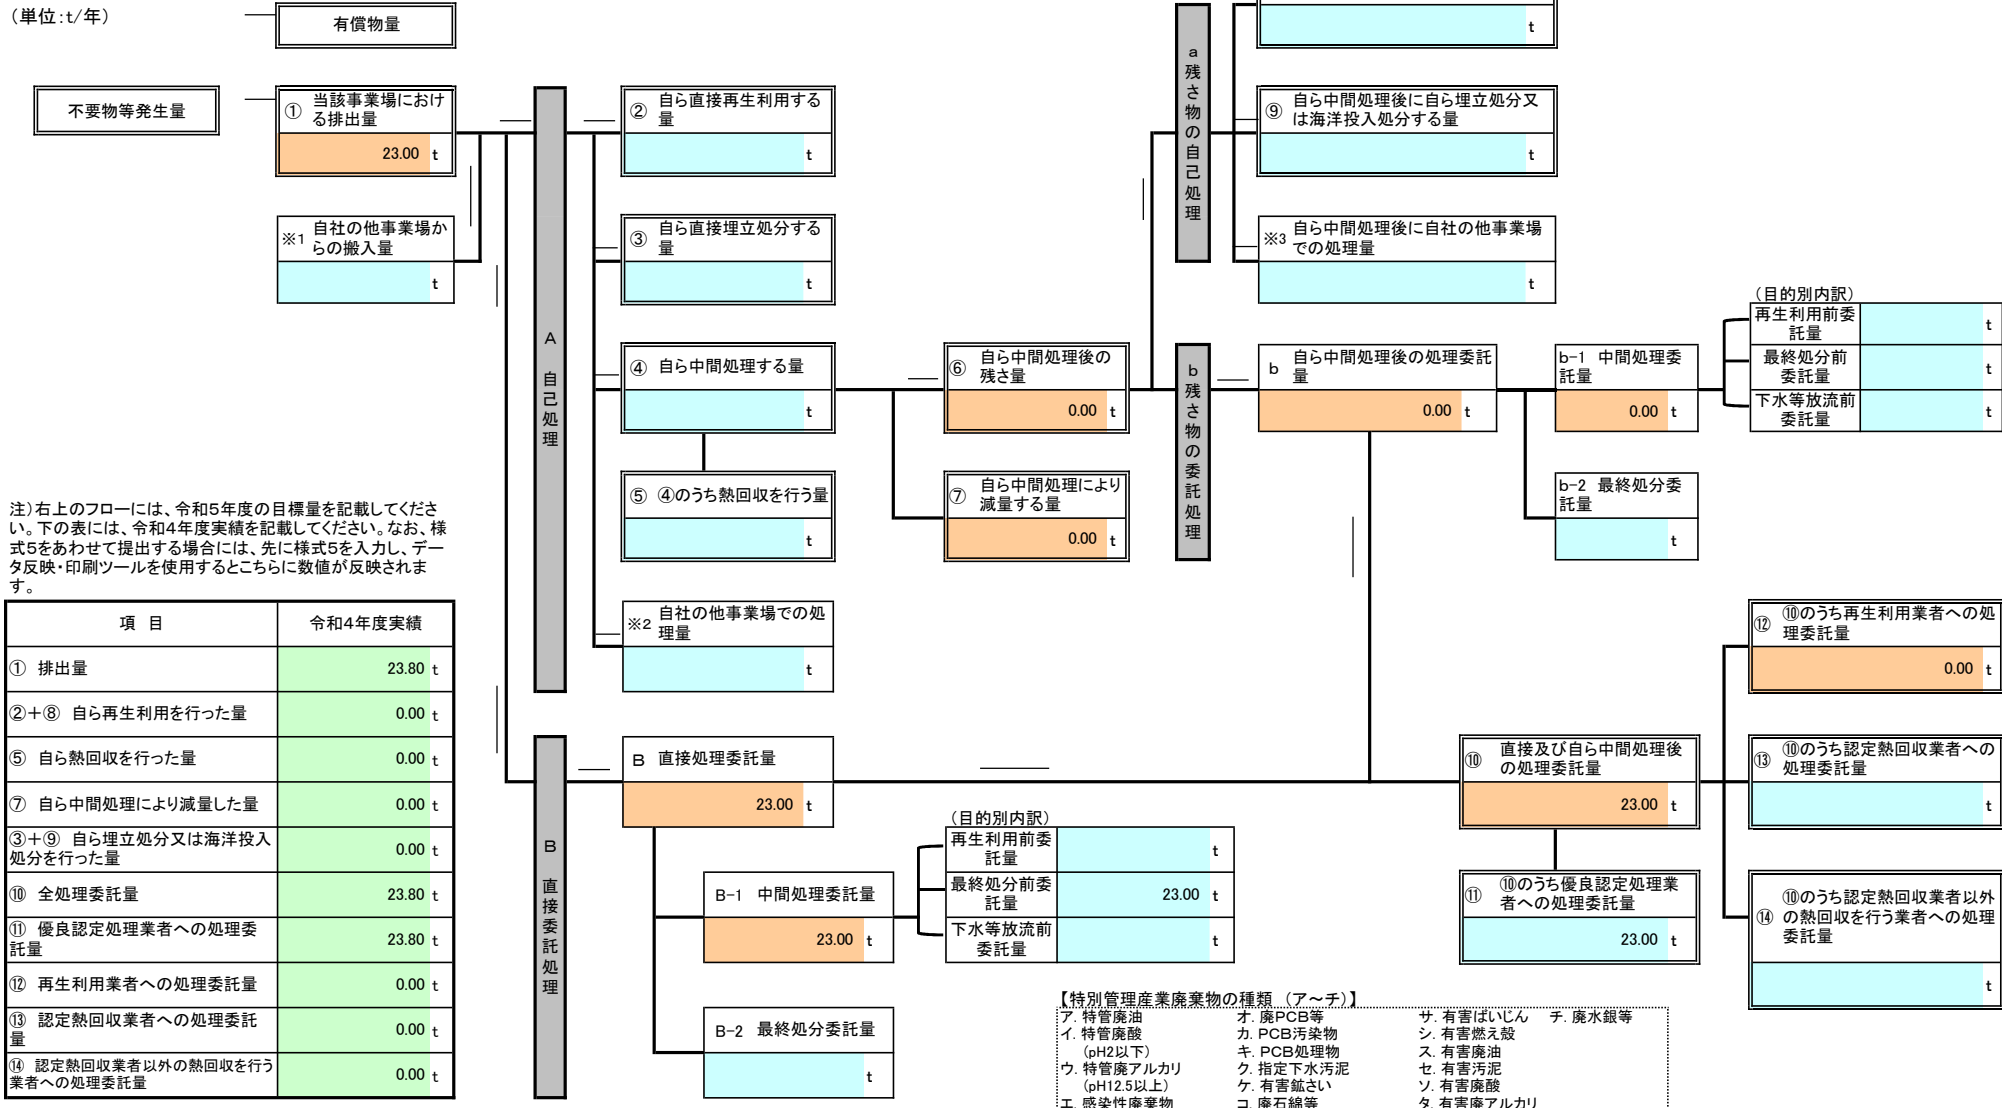 （単位:t/年）
有償物量
不要物等発生量
① 当該事業場におけ
る排出量
23.00 t
※1 自社の他事業場か
らの搬入量
t
A 自己処理
② 自ら直接再生利用する
量
t
③ 自ら直接埋立処分する
量
t
④ 自ら中間処理する量
t
⑤ ④のうち熱回収を行う量
t
※2 自社の他事業場での処
理量
t
⑥ 自ら中間処理後の
残さ量
0.00 t
⑦ 自ら中間処理により
減量する量
0.00 t
a 残さ物の自己処理
t
⑨ 自ら中間処理後に自ら埋立処分又
は海洋投入処分する量
t
※3 自ら中間処理後に自社の他事業場
での処理量
t
b 残さ物の委託処理
b 自ら中間処理後の処理委託
量
0.00 t
b-1 中間処理委
託量
0.00 t
b-2 最終処分委
託量
t
（目的別内訳）
再生利用前委
託量
t
最終処分前
委託量
t
下水等放流前
委託量
t
注）右上のフローには、令和５年度の目標量を記載してくださ
い。下の表には、令和４年度実績を記載してください。なお、様
式５をあわせて提出する場合には、先に様式５を入力し、デー
タ反映・印刷ツールを使用するとこちらに数値が反映されま
す。
項 目 令和４年度実績
① 排出量 23.80 t
②＋⑧ 自ら再生利用を行った量 0.00 t
⑤ 自ら熱回収を行った量 0.00 t
⑦ 自ら中間処理により減量した量 0.00 t
③＋⑨ 自ら埋立処分又は海洋投入
処分を行った量 0.00 t
⑩ 全処理委託量 23.80 t
⑪ 優良認定処理業者への処理委
託量 23.80 t
⑫ 再生利用業者への処理委託量 0.00 t
⑬ 認定熱回収業者への処理委託
量 0.00 t
⑭ 認定熱回収業者以外の熱回収を行う
業者への処理委託量 0.00 t
B 直接委託処理
B 直接処理委託量
23.00 t
B-1 中間処理委託量
23.00 t
B-2 最終処分委託量
t
（目的別内訳）
再生利用前委
託量
t
最終処分前委
託量
23.00 t
下水等放流前
委託量
t
⑩ 直接及び自ら中間処理後
の処理委託量
23.00 t
⑪ ⑩のうち優良認定処理業
者への処理委託量
23.00 t
⑫ ⑩のうち再生利用業者への処
理委託量
0.00 t
⑬ ⑩のうち認定熱回収業者への
処理委託量
t
⑭ ⑩のうち認定熱回収業者以外
の熱回収を行う業者への処理
委託量
t
【特別管理産業廃棄物の種類 （ア～チ）】
ア. 特管廃油 オ. 廃PCB等 サ. 有害ばいじん チ. 廃水銀等
イ. 特管廃酸 カ. PCB汚染物 シ. 有害燃え殻
（pH2以下） キ. PCB処理物 ス. 有害廃油
ウ. 特管廃アルカリ ク. 指定下水汚泥 セ. 有害汚泥
（pH12.5以上） ケ. 有害鉱さい ソ. 有害廃酸
エ. 感染性廃棄物 コ. 廃石綿等 タ. 有害廃アルカリ